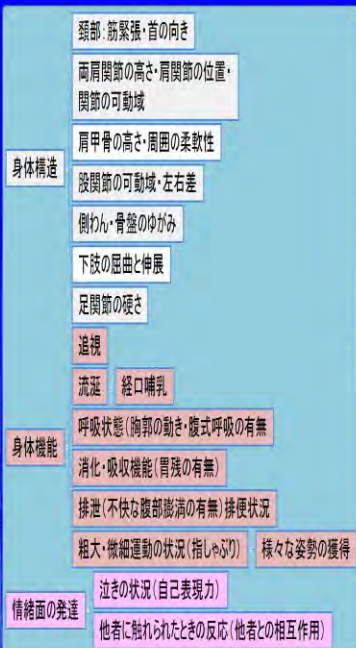 身体構造
頚部：筋緊張・首の向き
両肩関節の高さ・肩関節の位置・
関節の可動域
肩甲骨の高さ・周囲の柔軟性
股関節の可動域・左右差
側わん・骨盤のゆがみ
下肢の屈曲と伸展
足関節の硬さ
身体機能
追視
流涎 経口哺乳
呼吸状態(胸郭の動き・腹式呼吸の有無
消化・吸収機能(胃残の有無)
排泄(不快な腹部膨満の有無)排便状況
粗大・微細運動の状況(指しゃぶり) 様々な姿勢の獲得
情緒面の発達
泣きの状況(自己表現力)
他者に触れられたときの反応(他者との相互作用)